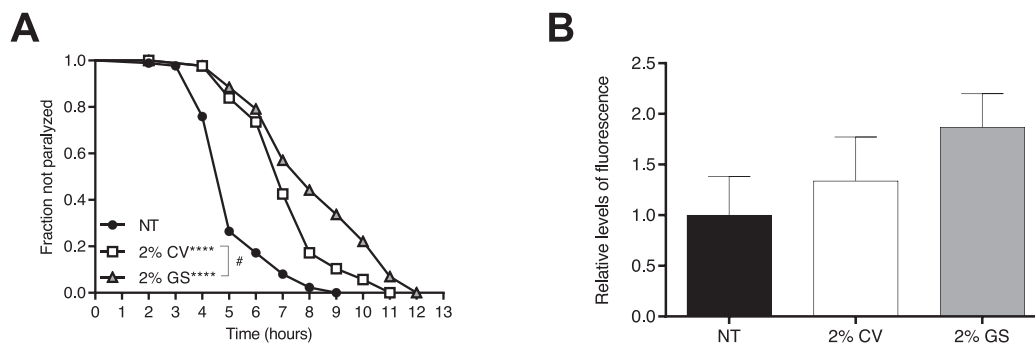 A
Fraction not paralyzed
1.0
0.8
0.6
0.4
0.2
0.0
NT
2% CV****
2% GS****
#
0 1 2 3 4 5 6 7 8 9 10 11 12 13
Time (hours)
B
Relative levels of fluorescence
2.5
2.0
1.5
1.0
0.5
0.0
NT 2% CV 2% GS